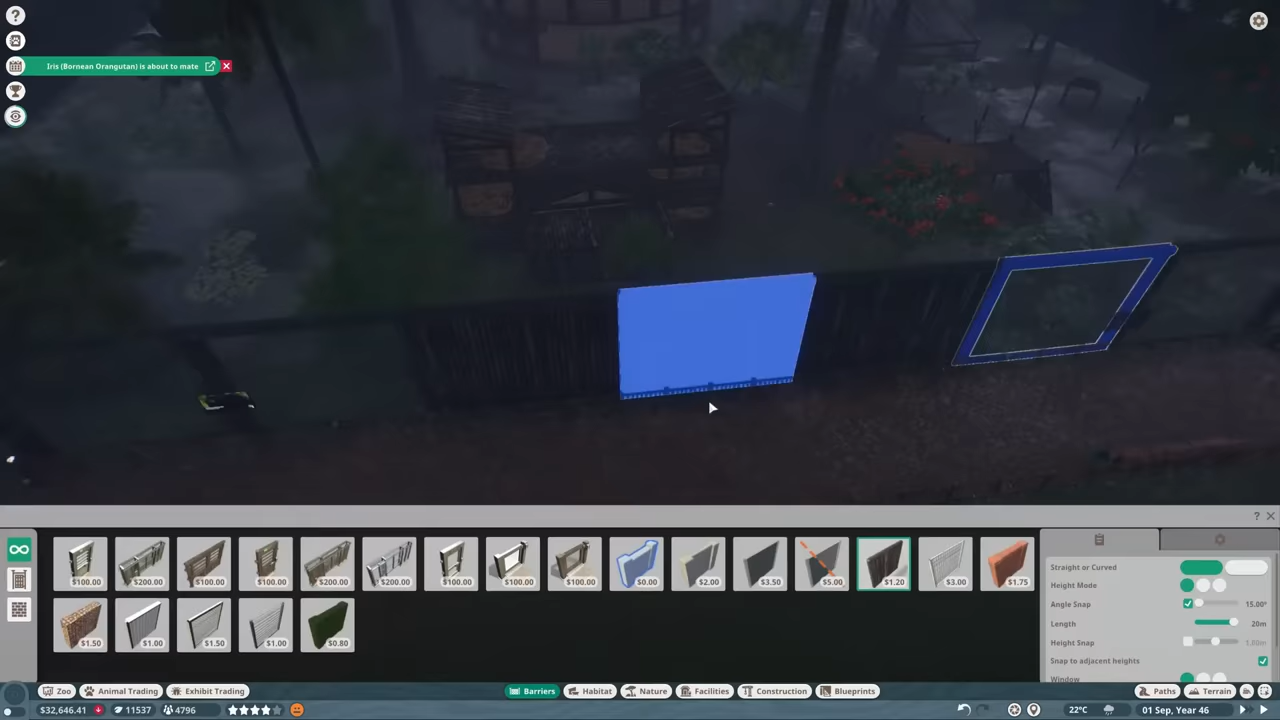 ?
Iris (Bornean Orangutan) is about to mate
? 
$100.00 $200.00 $100.00 $100.00 $200.00 $200.00 $100.00 $100.00 $100.00 $0.00 $2.00 $3.50 $5.00 $1.20 $3.00 $1.75
$1.50 $1.00 $1.50 $1.00 $0.80
Straight or Curved
Height Mode
Angle Snap 15.00°
Length 20m
Height Snap 1.00m
Snap to adjacent heights
Window
Zoo Animal Trading Exhibit Trading Barriers Habitat Nature Facilities Construction Blueprints Paths Terrain
$32,646.41 11537 4796 22°C 01 Sep, Year 46